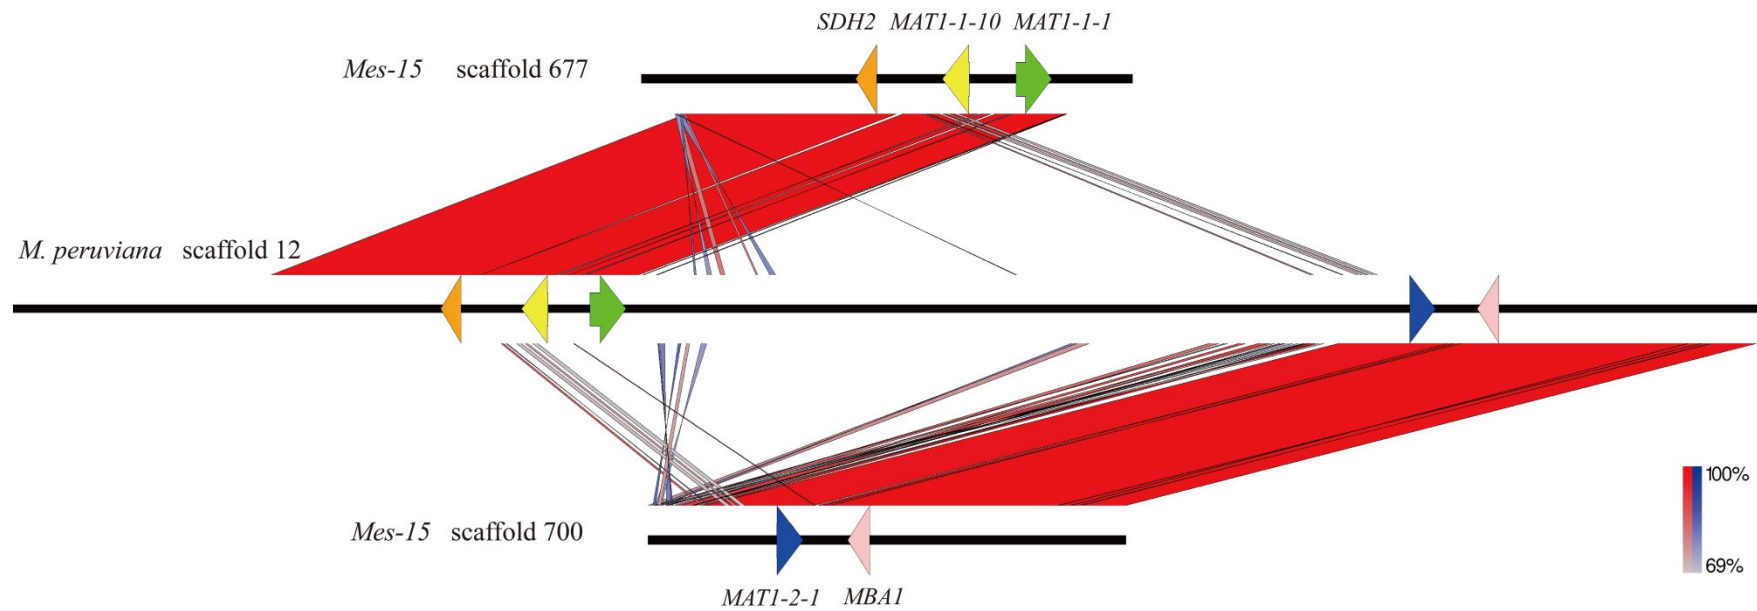 SDH2 MAT1-1-10 MAT1-1-1
Mes-15 scaffold 677
M. peruviana scaffold 12
Mes-15 scaffold 700
MAT1-2-1 MBA1
100%
69%